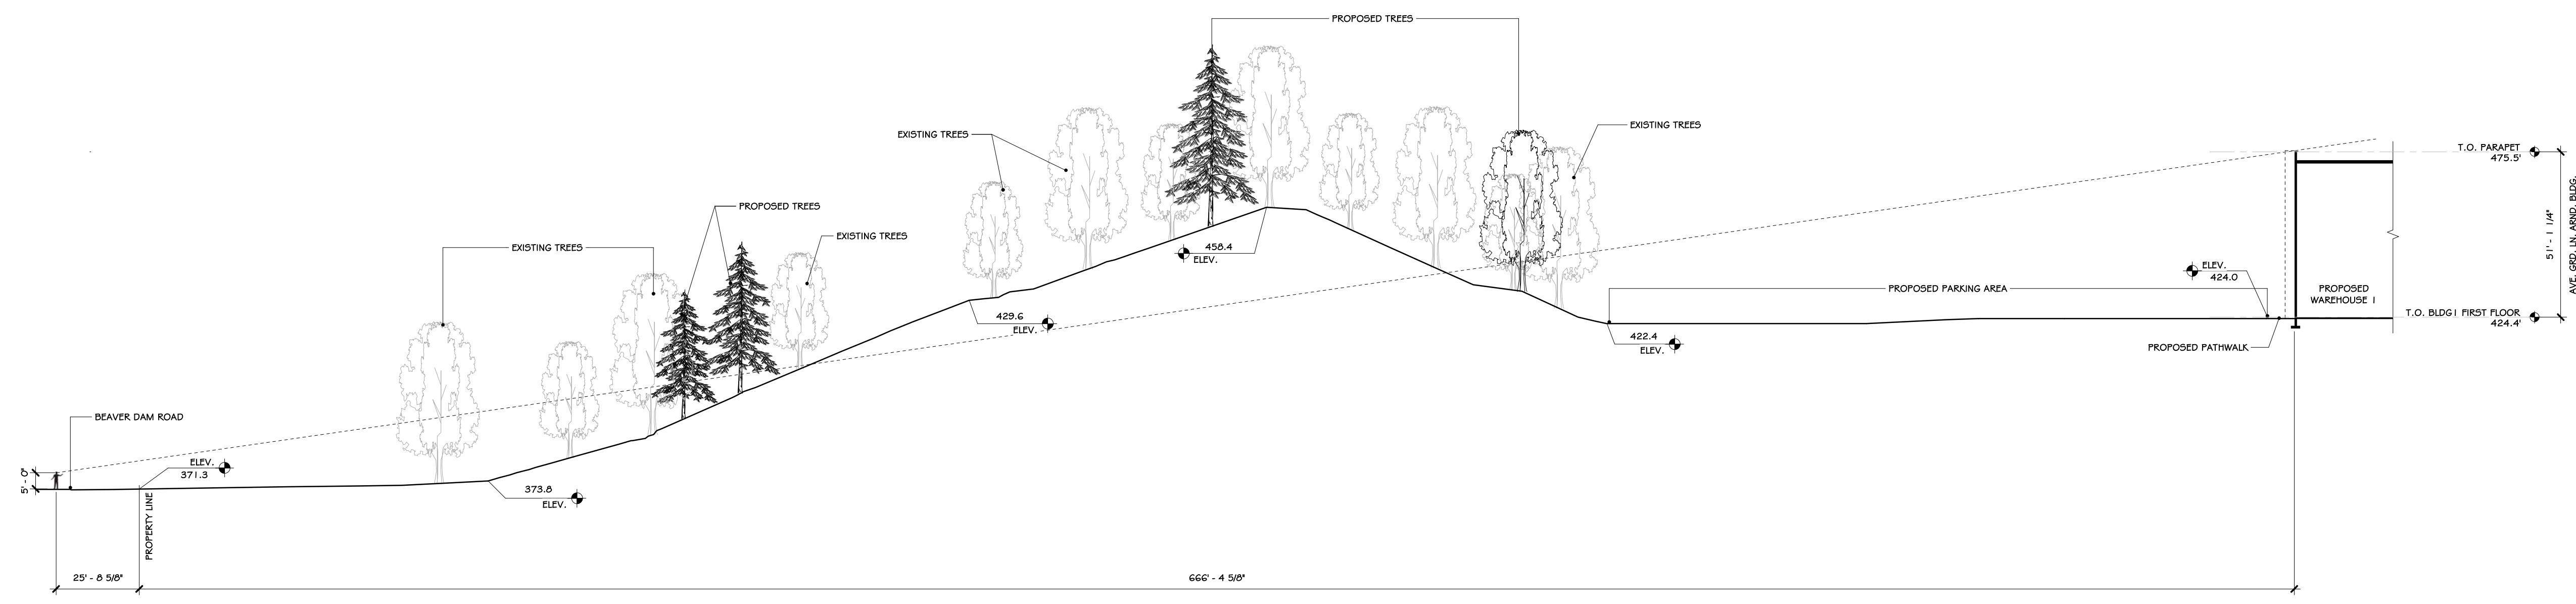 PROPOSED TREES
EXISTING TREES
EXISTING TREES
T.O. PARAPET
475.5'
PROPOSED TREES
EXISTING TREES
EXISTING TREES
458.4
ELEV.
51' - 1 1/4"
AVE. GRD. LN. ARND. BLDG.
ELEV.
424.0
PROPOSED PARKING AREA
PROPOSED
WAREHOUSE 1
429.6
ELEV.
T.O. BLDG1 FIRST FLOOR
424.4'
422.4
ELEV.
PROPOSED PATHWALK
BEAVER DAM ROAD
ELEV.
371.3
5' - 0"
373.8
ELEV.
PROPERTY LINE
25' - 8 5/8"
666' - 4 5/8"